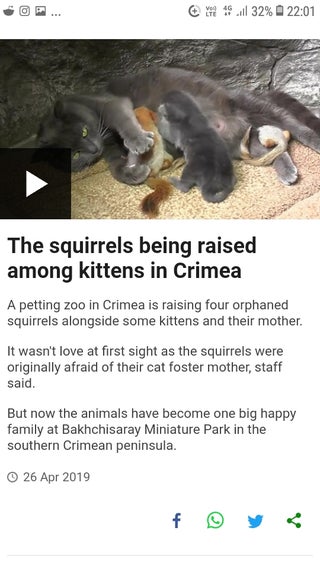 ... Vo)) LTE 4G 32% 22:01
The squirrels being raised
among kittens in Crimea
A petting zoo in Crimea is raising four orphaned
squirrels alongside some kittens and their mother.
It wasn't love at first sight as the squirrels were
originally afraid of their cat foster mother, staff
said.
But now the animals have become one big happy
family at Bakhchisaray Miniature Park in the
southern Crimean peninsula.
26 Apr 2019